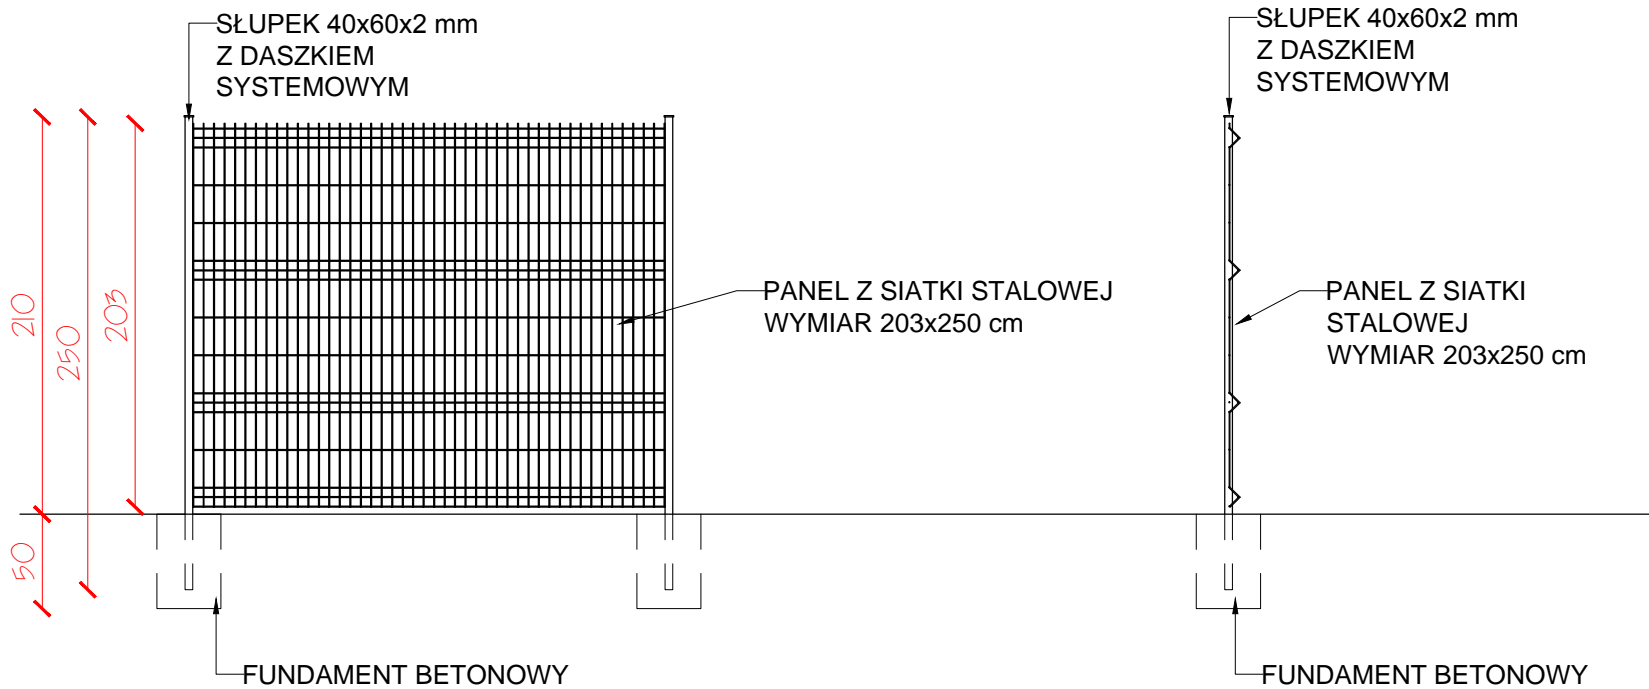 SŁUPEK 40x60x2 mm
Z DASZKIEM
SYSTEMOWYM
SŁUPEK 40x60x2 mm
Z DASZKIEM
SYSTEMOWYM
210
250
203
50
PANEL Z SIATKI STALOWEJ
WYMIAR 203x250 cm
PANEL Z SIATKI
STALOWEJ
WYMIAR 203x250 cm
FUNDAMENT BETONOWY
FUNDAMENT BETONOWY